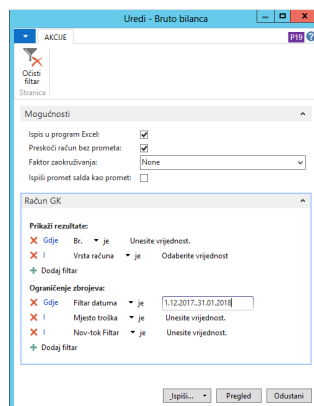 Uredi - Bruto bilanca
AKCIJE
P19
Očisti
filtar
Stranica
Mogućnosti
Ispis u program Excel:
Preskoči račun bez prometa:
Faktor zaokruživanja: None
Ispiši promet salda kao promet:
Račun GK
Prikaži rezultate:
Gdje Br. je Unesite vrijednost.
I Vrsta računa je Odaberite vrijednost
Dodaj filtar
Ograničenje zbrojeva:
Gdje Filtar datuma je 1.12.2017..31.01.2018
I Mjesto troška je Unesite vrijednost.
I Nov-tok Filtar je Unesite vrijednost.
Dodaj filtar
Ispiši... Pregled Odustani